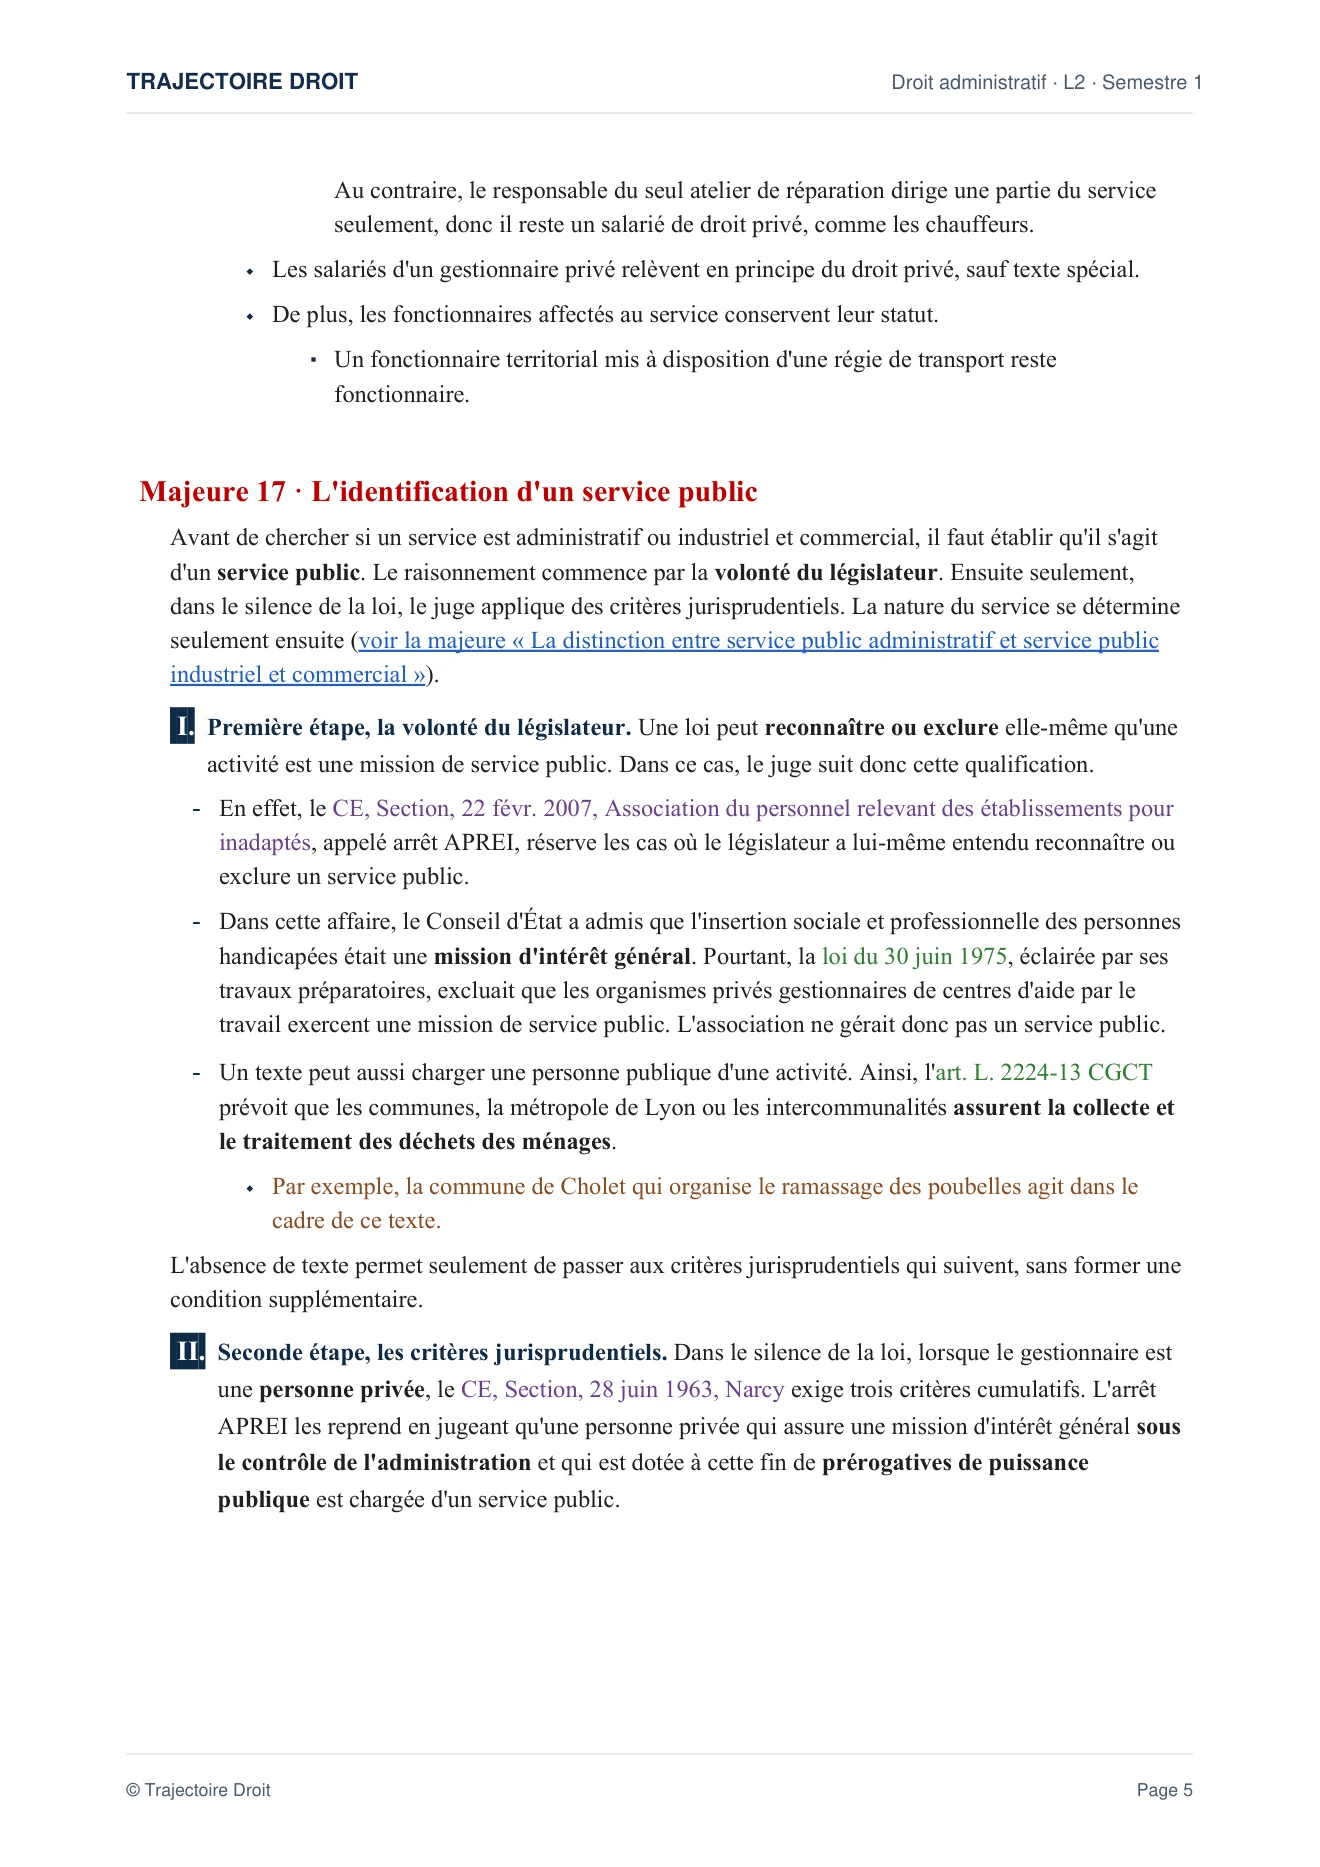 TRAJECTOIRE DROIT
Droit administratif · L2 · Semestre 1
Au contraire, le responsable du seul atelier de réparation dirige une partie du service
seulement, donc il reste un salarié de droit privé, comme les chauffeurs.
⬩ Les salariés d'un gestionnaire privé relèvent en principe du droit privé, sauf texte spécial.
⬩ De plus, les fonctionnaires affectés au service conservent leur statut.
▪ Un fonctionnaire territorial mis à disposition d'une régie de transport reste
fonctionnaire.
Majeure 17 · L'identification d'un service public
Avant de chercher si un service est administratif ou industriel et commercial, il faut établir qu'il s'agit
d'un service public. Le raisonnement commence par la volonté du législateur. Ensuite seulement,
dans le silence de la loi, le juge applique des critères jurisprudentiels. La nature du service se détermine
seulement ensuite (voir la majeure « La distinction entre service public administratif et service public
industriel et commercial »).
I. Première étape, la volonté du législateur. Une loi peut reconnaître ou exclure elle-même qu'une
activité est une mission de service public. Dans ce cas, le juge suit donc cette qualification.
- En effet, le CE, Section, 22 févr. 2007, Association du personnel relevant des établissements pour
inadaptés, appelé arrêt APREI, réserve les cas où le législateur a lui-même entendu reconnaître ou
exclure un service public.
- Dans cette affaire, le Conseil d'État a admis que l'insertion sociale et professionnelle des personnes
handicapées était une mission d'intérêt général. Pourtant, la loi du 30 juin 1975, éclairée par ses
travaux préparatoires, excluait que les organismes privés gestionnaires de centres d'aide par le
travail exercent une mission de service public. L'association ne gérait donc pas un service public.
- Un texte peut aussi charger une personne publique d'une activité. Ainsi, l'art. L. 2224-13 CGCT
prévoit que les communes, la métropole de Lyon ou les intercommunalités assurent la collecte et
le traitement des déchets des ménages.
⬩ Par exemple, la commune de Cholet qui organise le ramassage des poubelles agit dans le
cadre de ce texte.
L'absence de texte permet seulement de passer aux critères jurisprudentiels qui suivent, sans former une
condition supplémentaire.
II. Seconde étape, les critères jurisprudentiels. Dans le silence de la loi, lorsque le gestionnaire est
une personne privée, le CE, Section, 28 juin 1963, Narcy exige trois critères cumulatifs. L'arrêt
APREI les reprend en jugeant qu'une personne privée qui assure une mission d'intérêt général sous
le contrôle de l'administration et qui est dotée à cette fin de prérogatives de puissance
publique est chargée d'un service public.
© Trajectoire Droit
Page 5